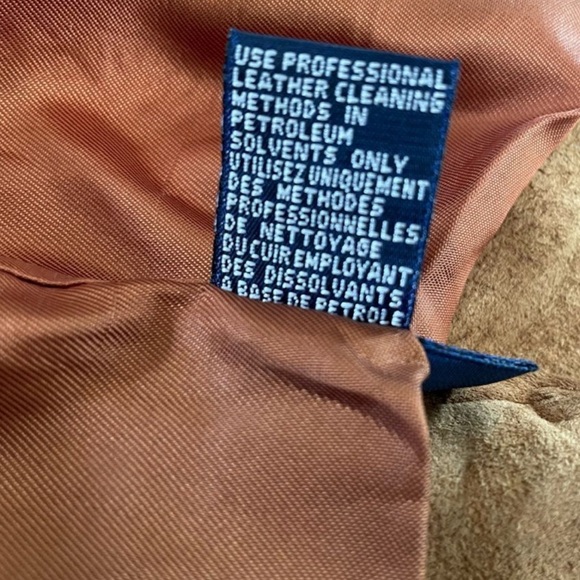 USE PROFESSIONAL
LEATHER CLEANING
METHODS IN
PETROLEUM
SOLVENTS ONLY
UTILISEZ UNIQUEMENT
DES METHODES
PROFESSIONNELLES
DE NETTOYAGE
DU CUIR EMPLOYANT
DES DISSOLVANTS
A BASE DE PETROLE